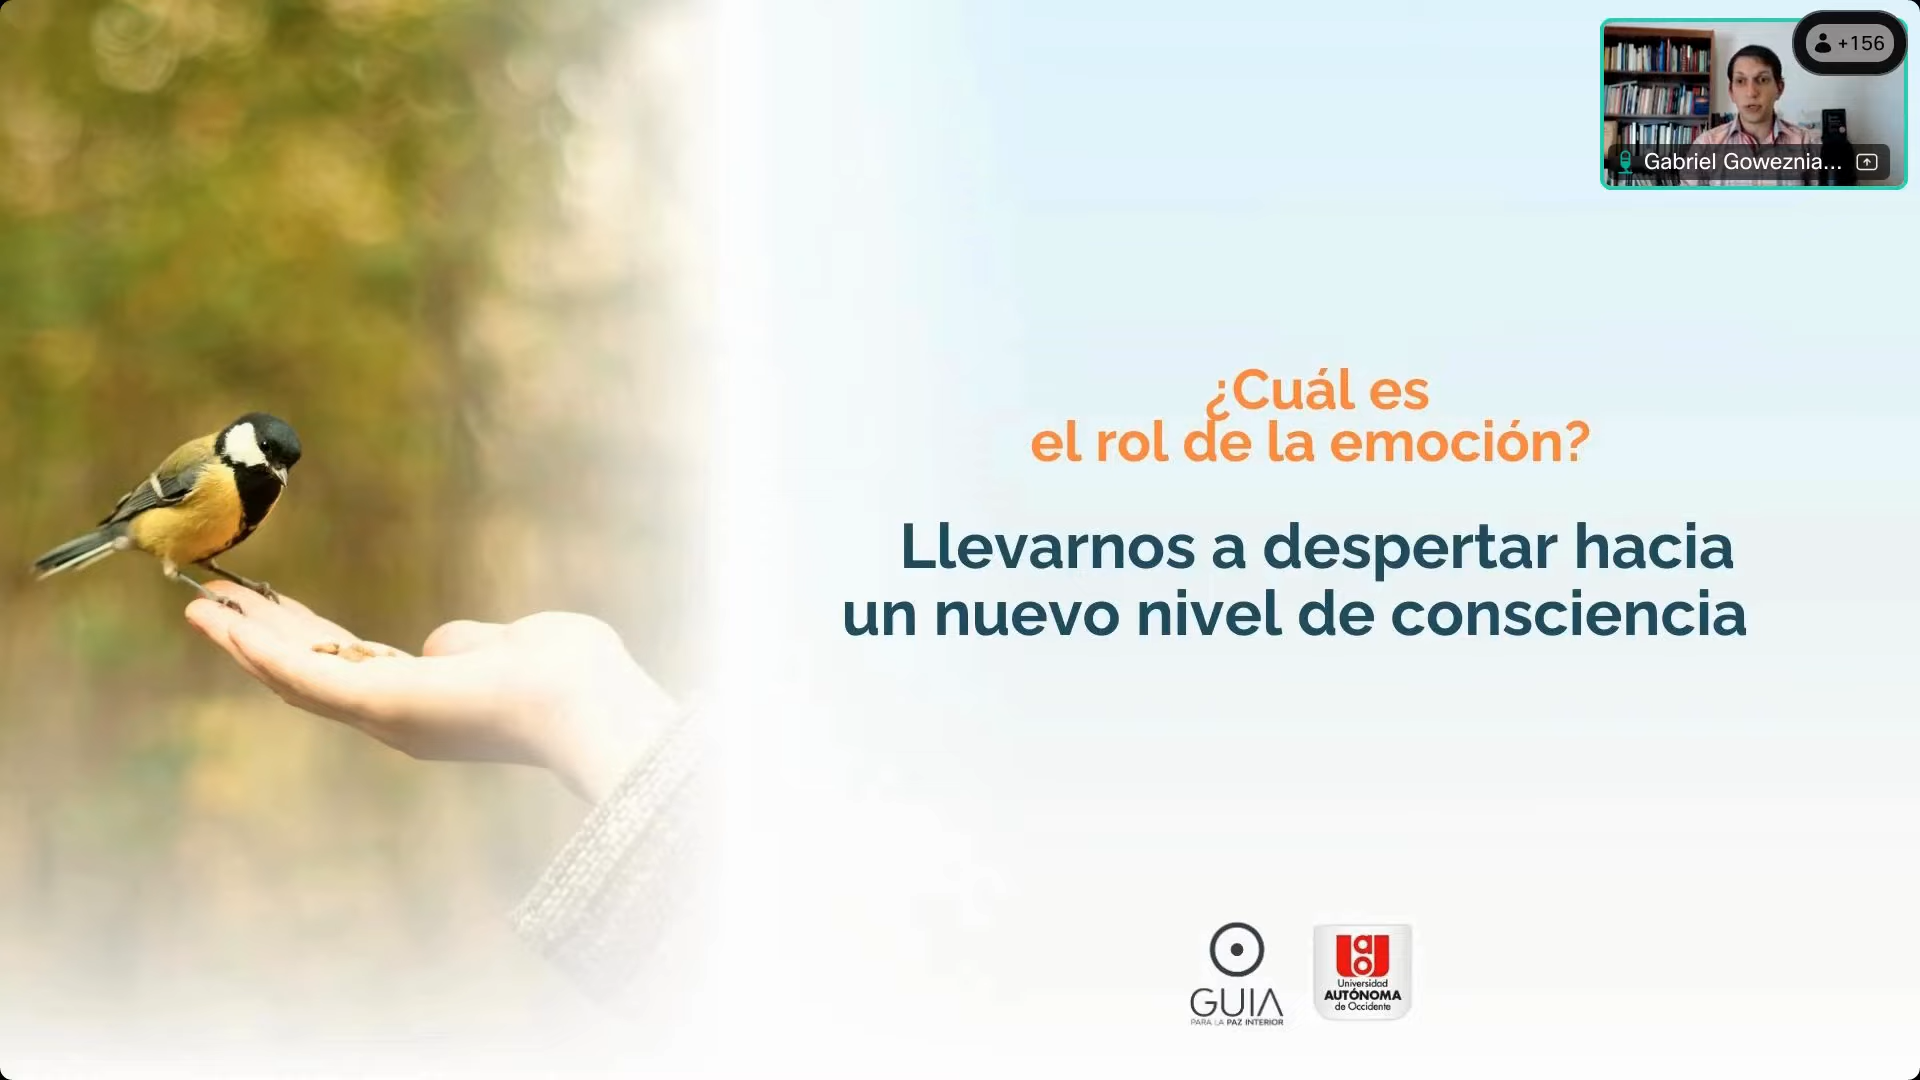 +156
Gabriel Goweznia...
¿Cuál es
el rol de la emoción?
Llevarnos a despertar hacia
un nuevo nivel de consciencia
GUIA
PARA LA PAZ INTERIOR
uao
Universidad
AUTÓNOMA
de Occidente